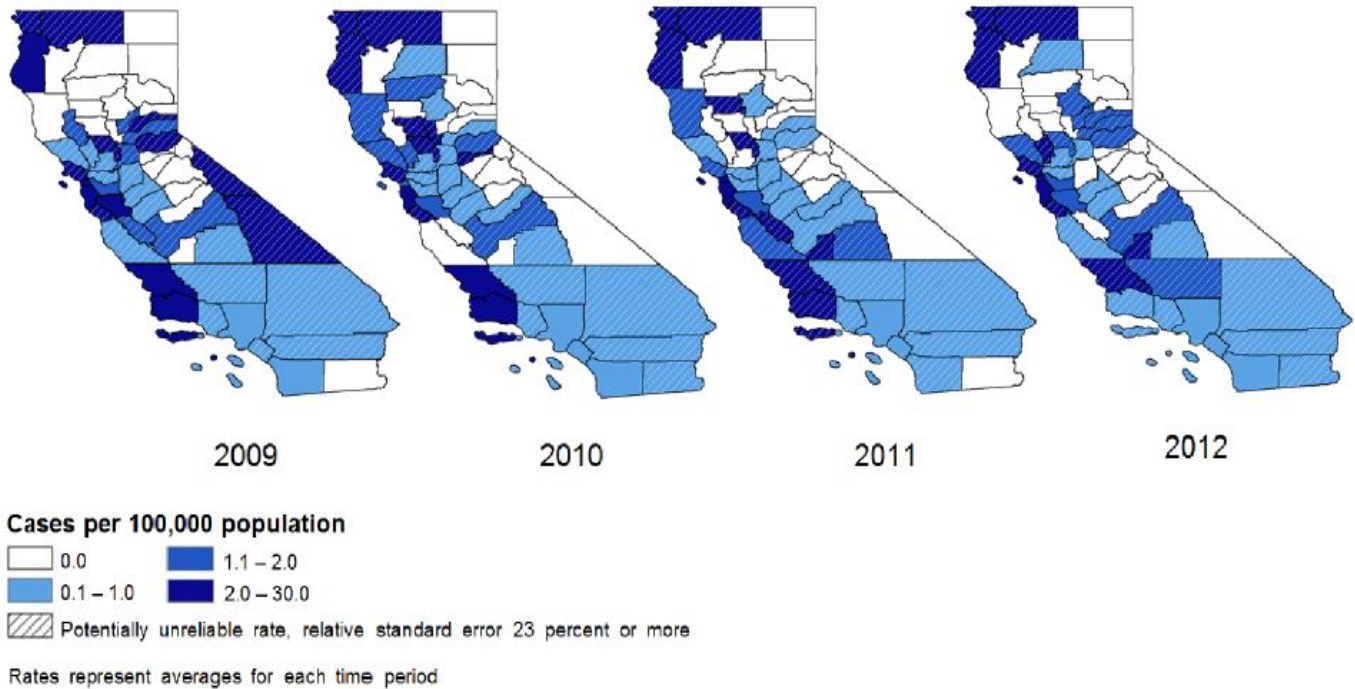 2009 2010 2011 2012
Cases per 100,000 population
0.0 1.1 – 2.0
0.1 – 1.0 2.0 – 30.0
Potentially unreliable rate, relative standard error 23 percent or more
Rates represent averages for each time period